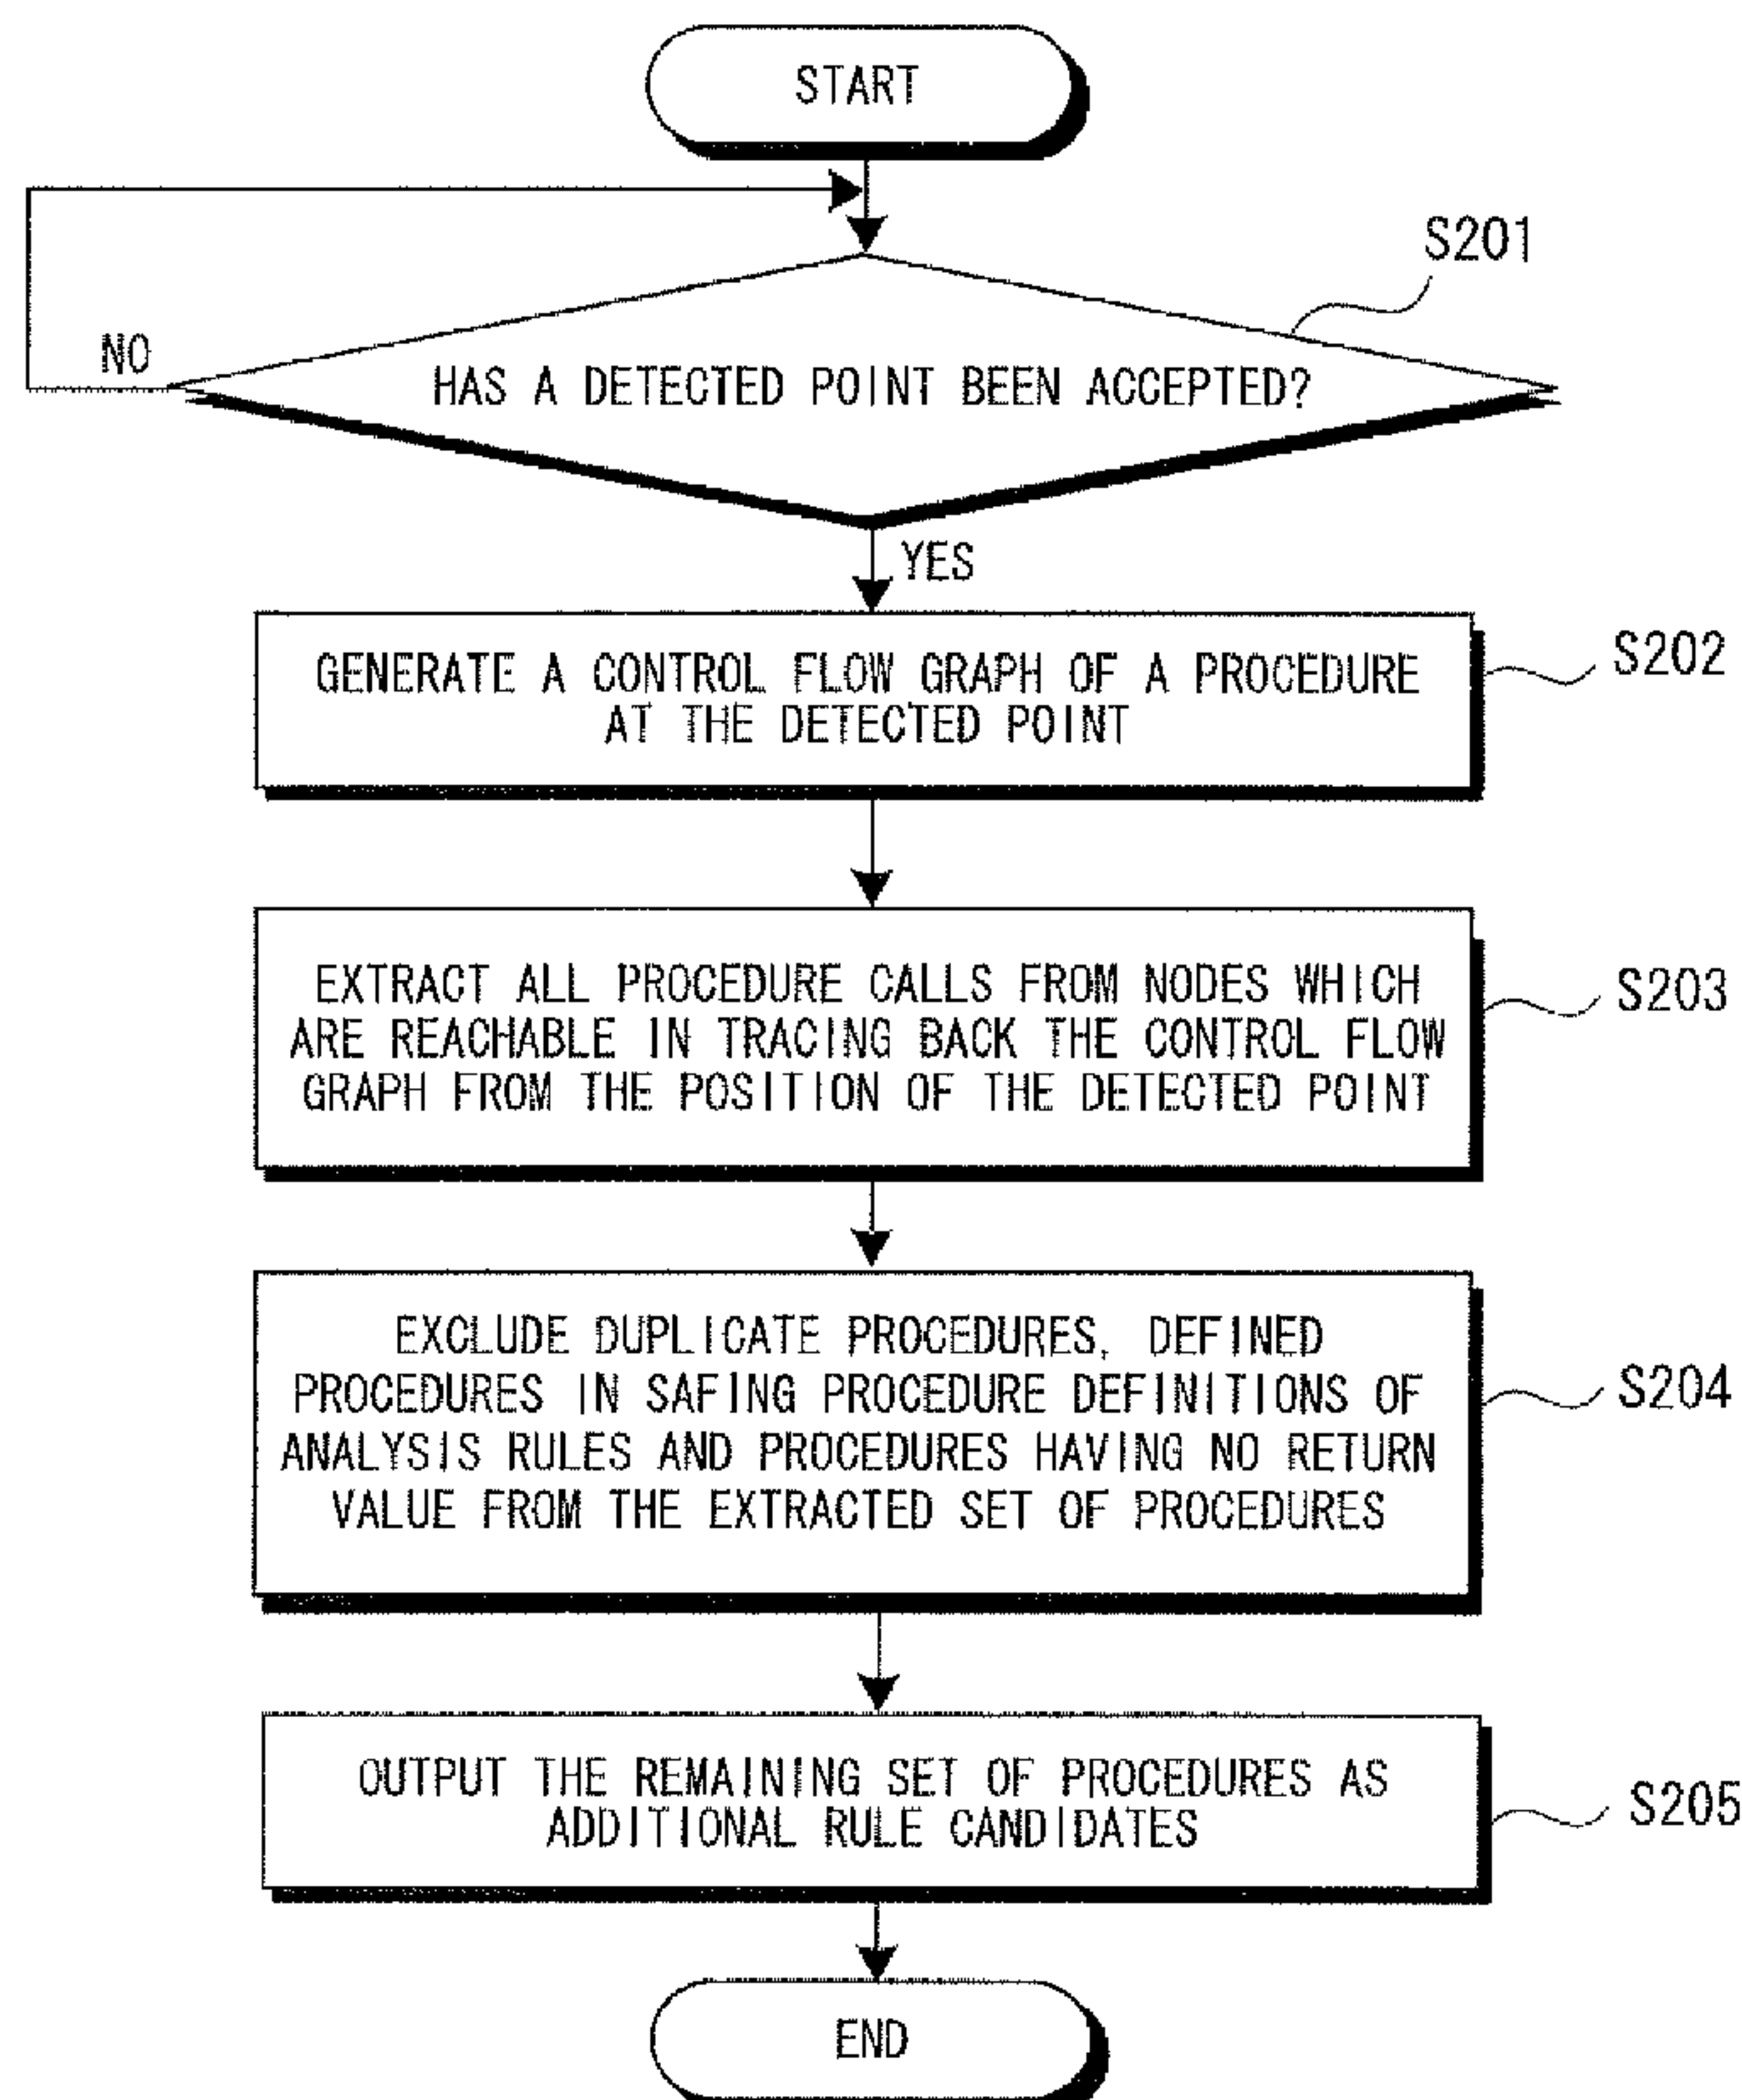 START
S201
NO
HAS A DETECTED POINT BEEN ACCEPTED?
YES
GENERATE A CONTROL FLOW GRAPH OF A PROCEDURE
AT THE DETECTED POINT
S202
EXTRACT ALL PROCEDURE CALLS FROM NODES WHICH
ARE REACHABLE IN TRACING BACK THE CONTROL FLOW
GRAPH FROM THE POSITION OF THE DETECTED POINT
S203
EXCLUDE DUPLICATE PROCEDURES, DEFINED
PROCEDURES IN SAFING PROCEDURE DEFINITIONS OF
ANALYSIS RULES AND PROCEDURES HAVING NO RETURN
VALUE FROM THE EXTRACTED SET OF PROCEDURES
S204
OUTPUT THE REMAINING SET OF PROCEDURES AS
ADDITIONAL RULE CANDIDATES
S205
END